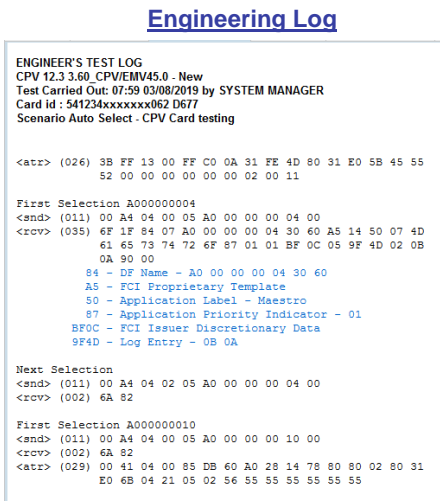 Engineering Log
ENGINEER'S TEST LOG
CPV 12.3 3.60_CPV/EMV45.0 - New
Test Carried Out: 07:59 03/08/2019 by SYSTEM MANAGER
Card id : 541234xxxxxxx062 D677
Scenario Auto Select - CPV Card testing
<atr> (026) 3B FF 13 00 FF C0 0A 31 FE 4D 80 31 E0 5B 45 55
52 00 00 00 00 00 00 02 00 11
First Selection A000000004
<snd> (011) 00 A4 04 00 05 A0 00 00 00 04 00
<rcv> (035) 6F 1F 84 07 A0 00 00 00 04 30 60 A5 14 50 07 4D
61 65 73 74 72 6F 87 01 01 BF 0C 05 9F 4D 02 0B
0A 90 00
84 - DF Name - A0 00 00 00 04 30 60
A5 - FCI Proprietary Template
50 - Application Label - Maestro
87 - Application Priority Indicator - 01
BF0C - FCI Issuer Discretionary Data
9F4D - Log Entry - 0B 0A
Next Selection
<snd> (011) 00 A4 04 02 05 A0 00 00 00 04 00
<rcv> (002) 6A 82
First Selection A000000010
<snd> (011) 00 A4 04 00 05 A0 00 00 00 10 00
<rcv> (002) 6A 82
<atr> (029) 00 41 04 00 85 DB 60 A0 28 14 78 80 80 02 80 31
E0 6B 04 21 05 02 56 55 55 55 55 55 55